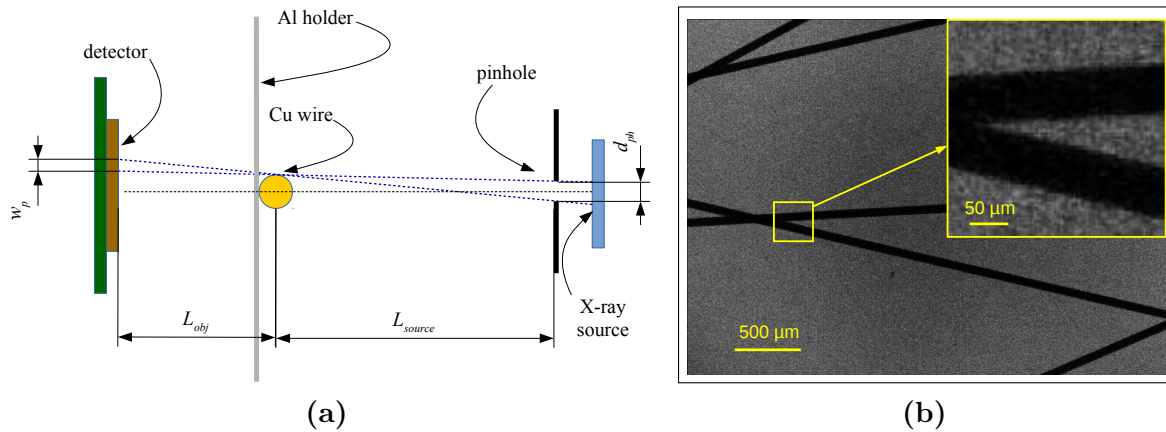 Al holder
detector
pinhole
Cu wire
d_ph
w_p
L_obj
L_source
X-ray
source
50 µm
500 µm
(a)
(b)